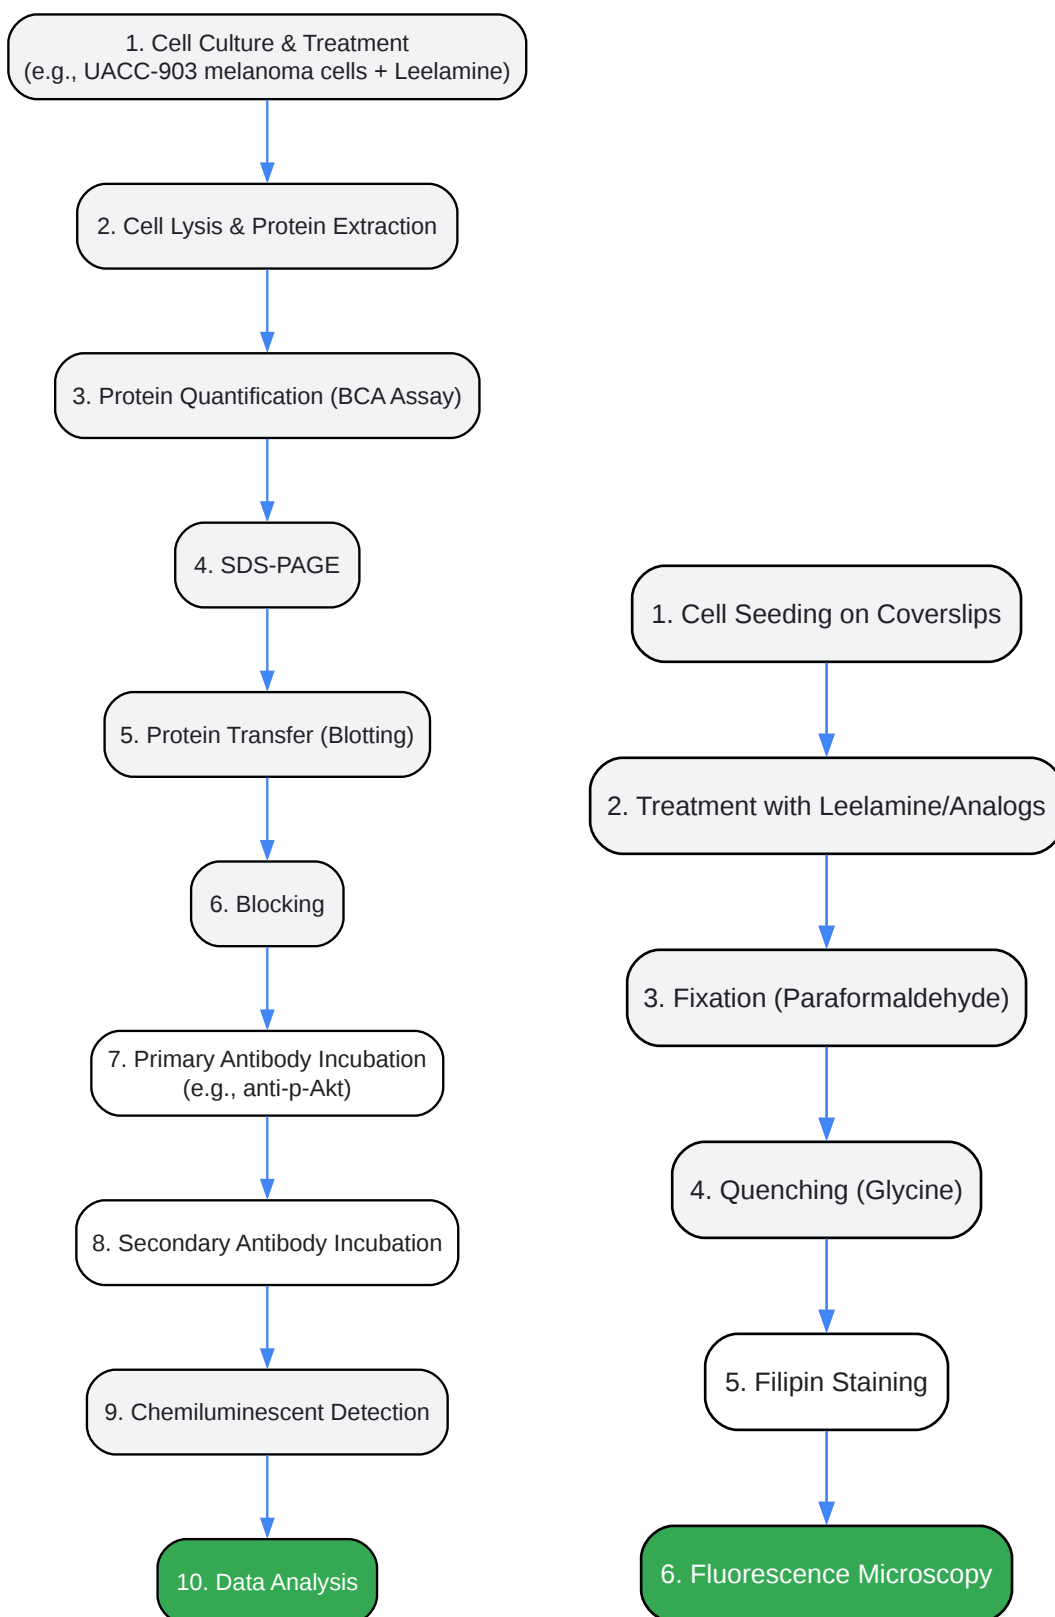 1. Cell Culture & Treatment
(e.g., UACC-903 melanoma cells + Leelamine)
2. Cell Lysis & Protein Extraction
3. Protein Quantification (BCA Assay)
4. SDS-PAGE
5. Protein Transfer (Blotting)
6. Blocking
7. Primary Antibody Incubation
(e.g., anti-p-Akt)
8. Secondary Antibody Incubation
9. Chemiluminescent Detection
10. Data Analysis
1. Cell Seeding on Coverslips
2. Treatment with Leelamine/Analogs
3. Fixation (Paraformaldehyde)
4. Quenching (Glycine)
5. Filipin Staining
6. Fluorescence Microscopy